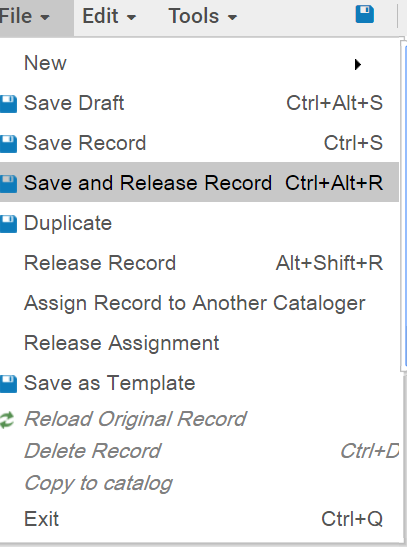 File Edit Tools
New
Save Draft Ctrl+Alt+S
Save Record Ctrl+S
Save and Release Record Ctrl+Alt+R
Duplicate
Release Record Alt+Shift+R
Assign Record to Another Cataloger
Release Assignment
Save as Template
Reload Original Record
Delete Record Ctrl+D
Copy to catalog
Exit Ctrl+Q